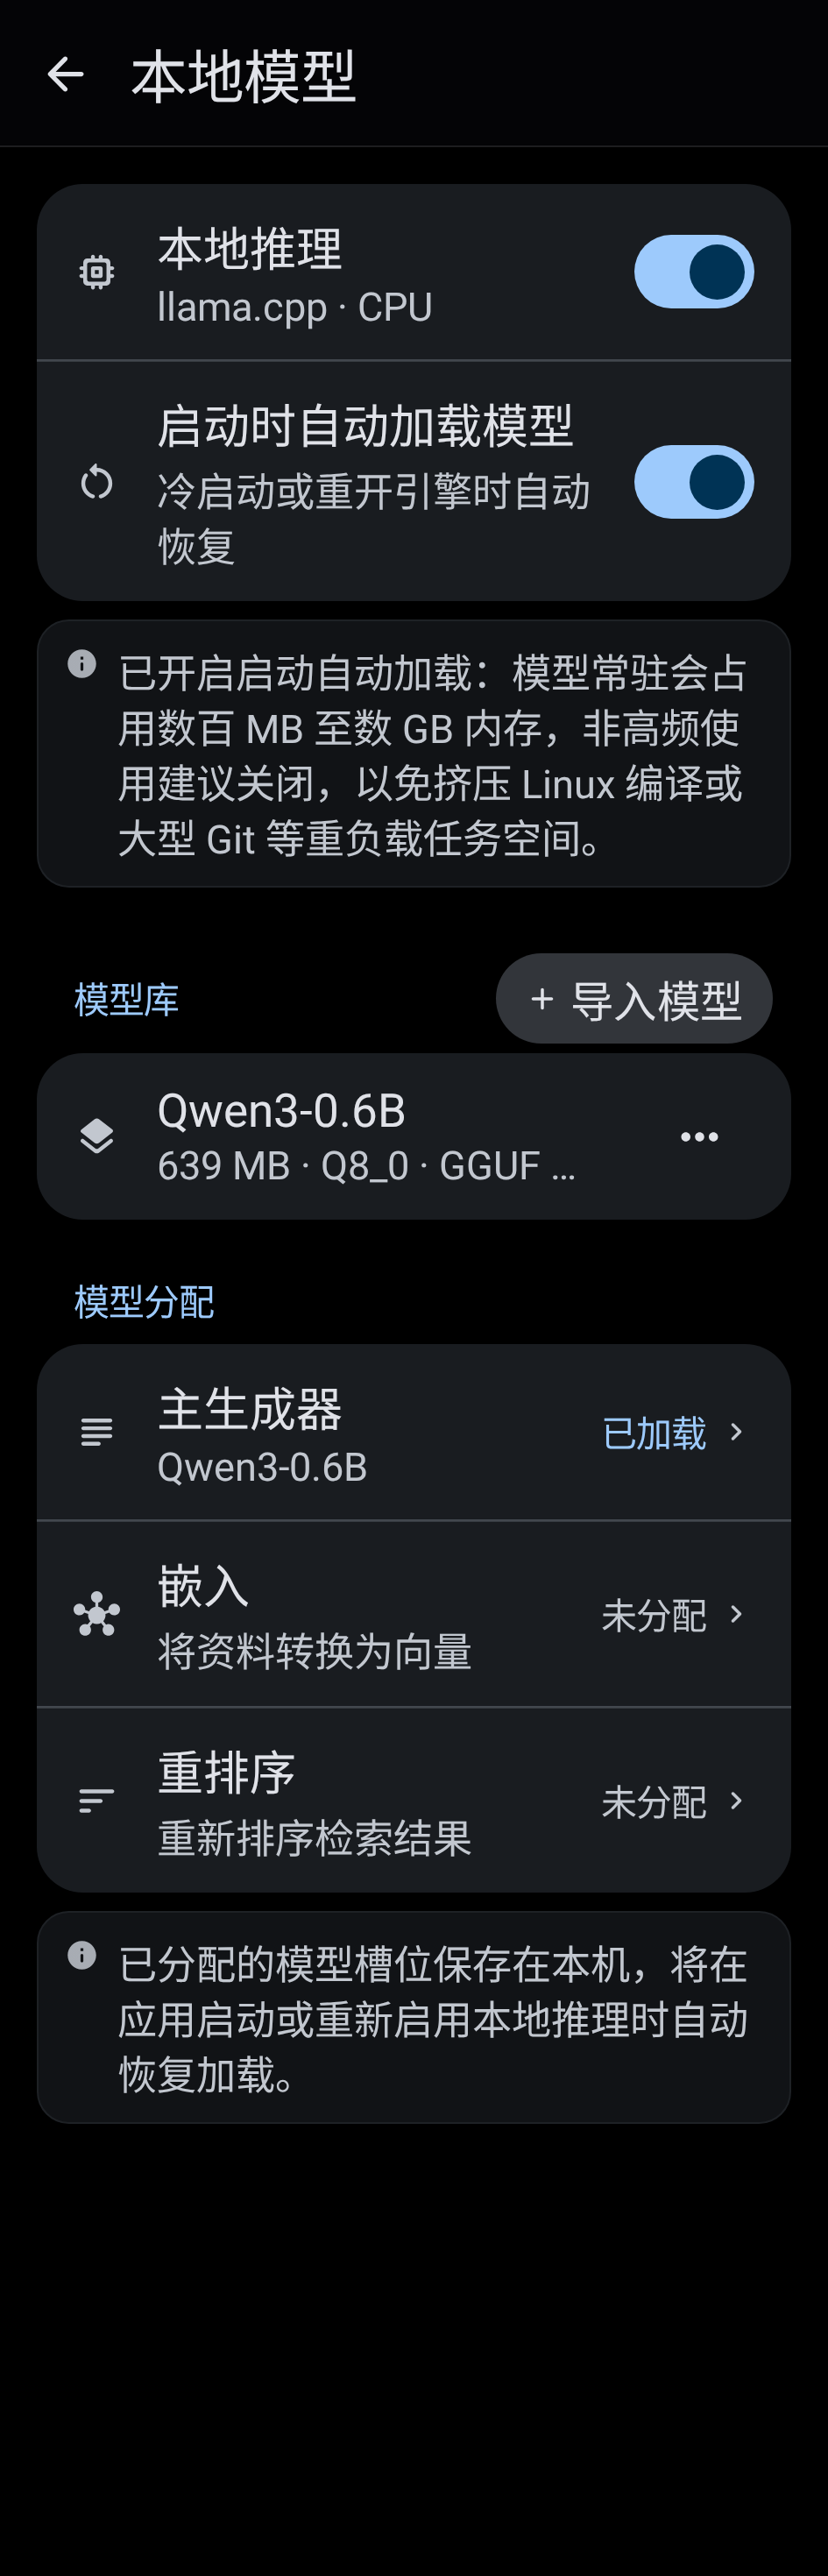 本地模型
本地推理
llama.cpp · CPU
启动时自动加载模型
冷启动或重开引擎时自动
恢复
已开启启动自动加载：模型常驻会占
用数百 MB 至数 GB 内存，非高频使
用建议关闭，以免挤压 Linux 编译或
大型 Git 等重负载任务空间。
模型库
+ 导入模型
Qwen3-0.6B
639 MB · Q8_0 · GGUF ...
模型分配
主生成器
已加载
Qwen3-0.6B
嵌入
未分配
将资料转换为向量
重排序
未分配
重新排序检索结果
已分配的模型槽位保存在本机，将在
应用启动或重新启用本地推理时自动
恢复加载。